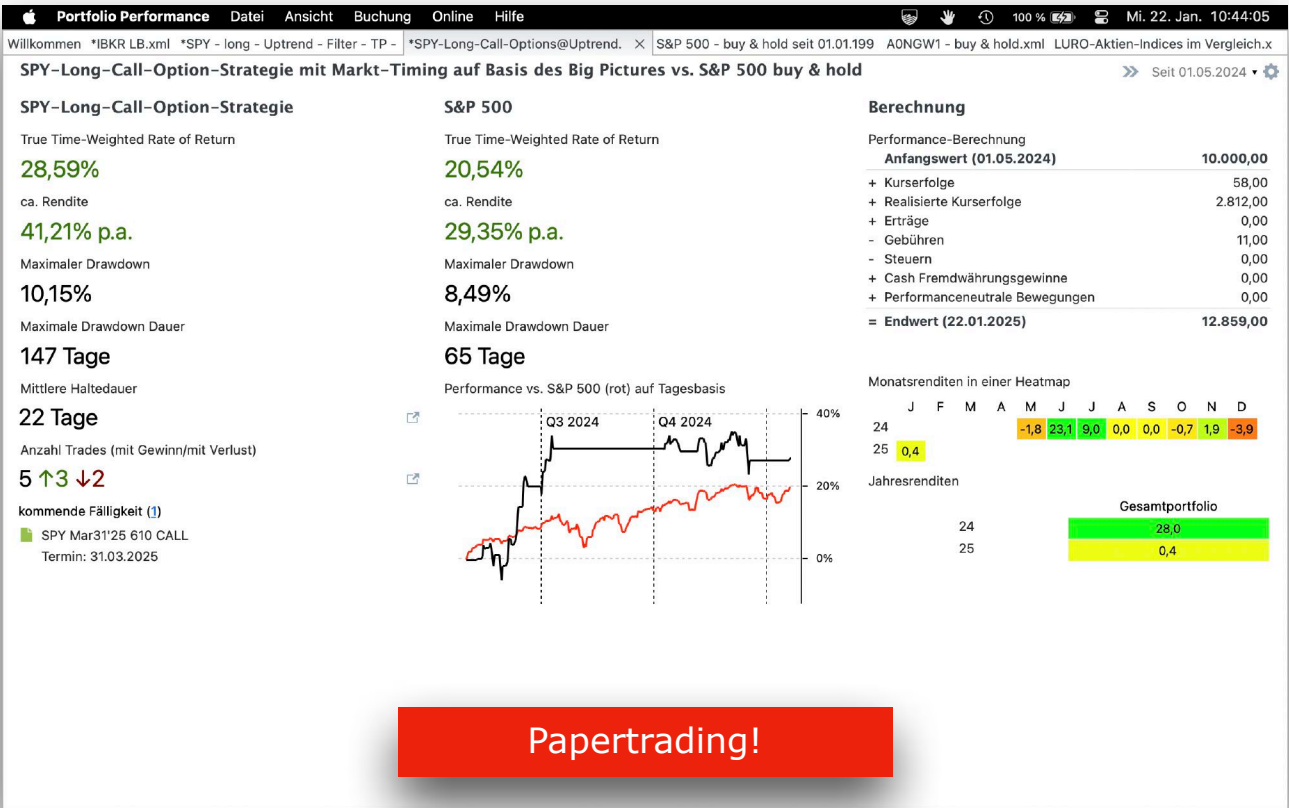 Portfolio Performance Datei Ansicht Buchung Online Hilfe 100 % Mi. 22. Jan. 10:44:05
Willkommen *IBKR LB.xml *SPY - long - Uptrend - Filter - TP - *SPY-Long-Call-Options@Uptrend. × S&P 500 - buy & hold seit 01.01.199 A0NGW1 - buy & hold.xml LURO-Aktien-Indices im Vergleich.x
SPY-Long-Call-Option-Strategie mit Markt-Timing auf Basis des Big Pictures vs. S&P 500 buy & hold
Seit 01.05.2024
SPY-Long-Call-Option-Strategie
True Time-Weighted Rate of Return
28,59%
ca. Rendite
41,21% p.a.
Maximaler Drawdown
10,15%
Maximale Drawdown Dauer
147 Tage
Mittlere Haltedauer
22 Tage
Anzahl Trades (mit Gewinn/mit Verlust)
5 ↑3 ↓2
kommende Fälligkeit (1)
SPY Mar31'25 610 CALL
Termin: 31.03.2025
S&P 500
True Time-Weighted Rate of Return
20,54%
ca. Rendite
29,35% p.a.
Maximaler Drawdown
8,49%
Maximale Drawdown Dauer
65 Tage
Performance vs. S&P 500 (rot) auf Tagesbasis
Q3 2024 Q4 2024
40%
20%
0%
Berechnung
Performance-Berechnung
Anfangswert (01.05.2024) 10.000,00
+ Kurserfolge 58,00
+ Realisierte Kurserfolge 2.812,00
+ Erträge 0,00
- Gebühren 11,00
- Steuern 0,00
+ Cash Fremdwährungsgewinne 0,00
+ Performanceneutrale Bewegungen 0,00
= Endwert (22.01.2025) 12.859,00
Monatsrenditen in einer Heatmap
J F M A M J J A S O N D
24 -1,8 23,1 9,0 0,0 0,0 -0,7 1,9 -3,9
25 0,4
Jahresrenditen
Gesamtportfolio
24 28,0
25 0,4
Papertrading!